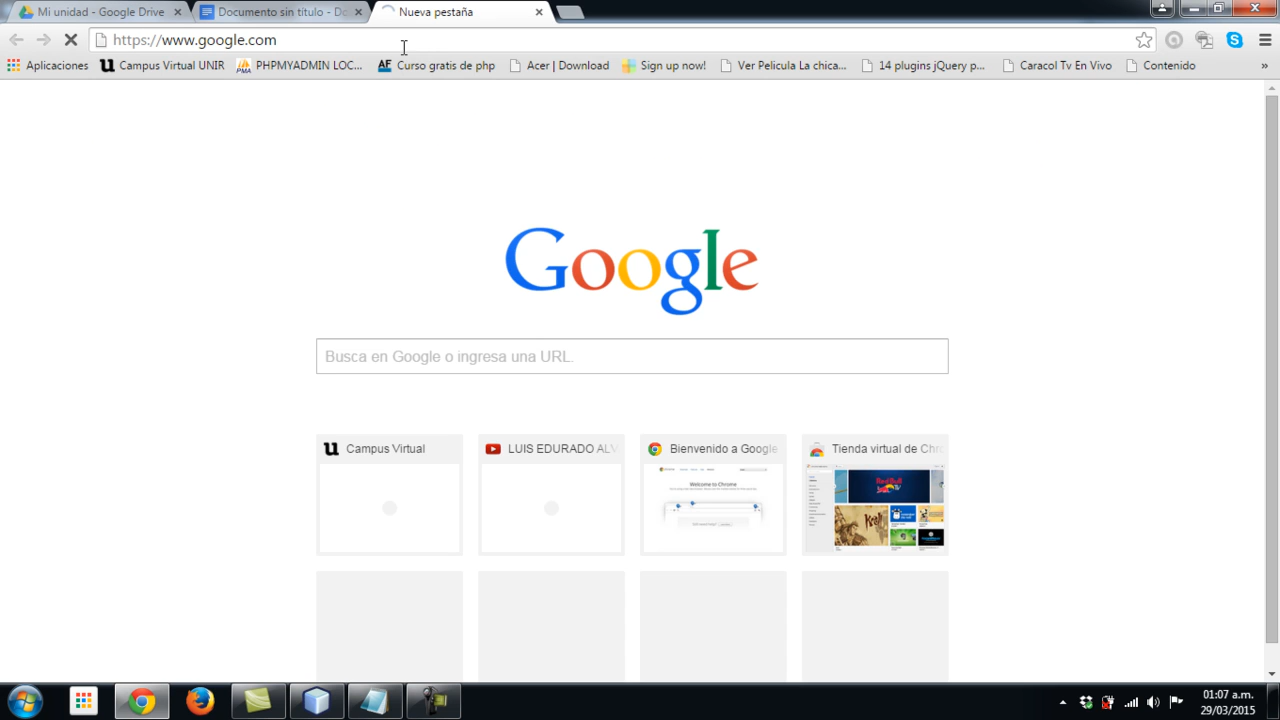 Mi unidad - Google Drive
Documento sin título - Do
Nueva pestaña
https://www.google.com
Aplicaciones
Campus Virtual UNIR
PHPMYADMIN LOC...
Curso gratis de php
Acer | Download
Sign up now!
Ver Pelicula La chica...
14 plugins jQuery p...
Caracol Tv En Vivo
Contenido
»
Google
Busca en Google o ingresa una URL.
Campus Virtual
LUIS EDURADO ALV
Bienvenido a Google
Tienda virtual de Chr
Welcome to Chrome
01:07 a.m.
29/03/2015